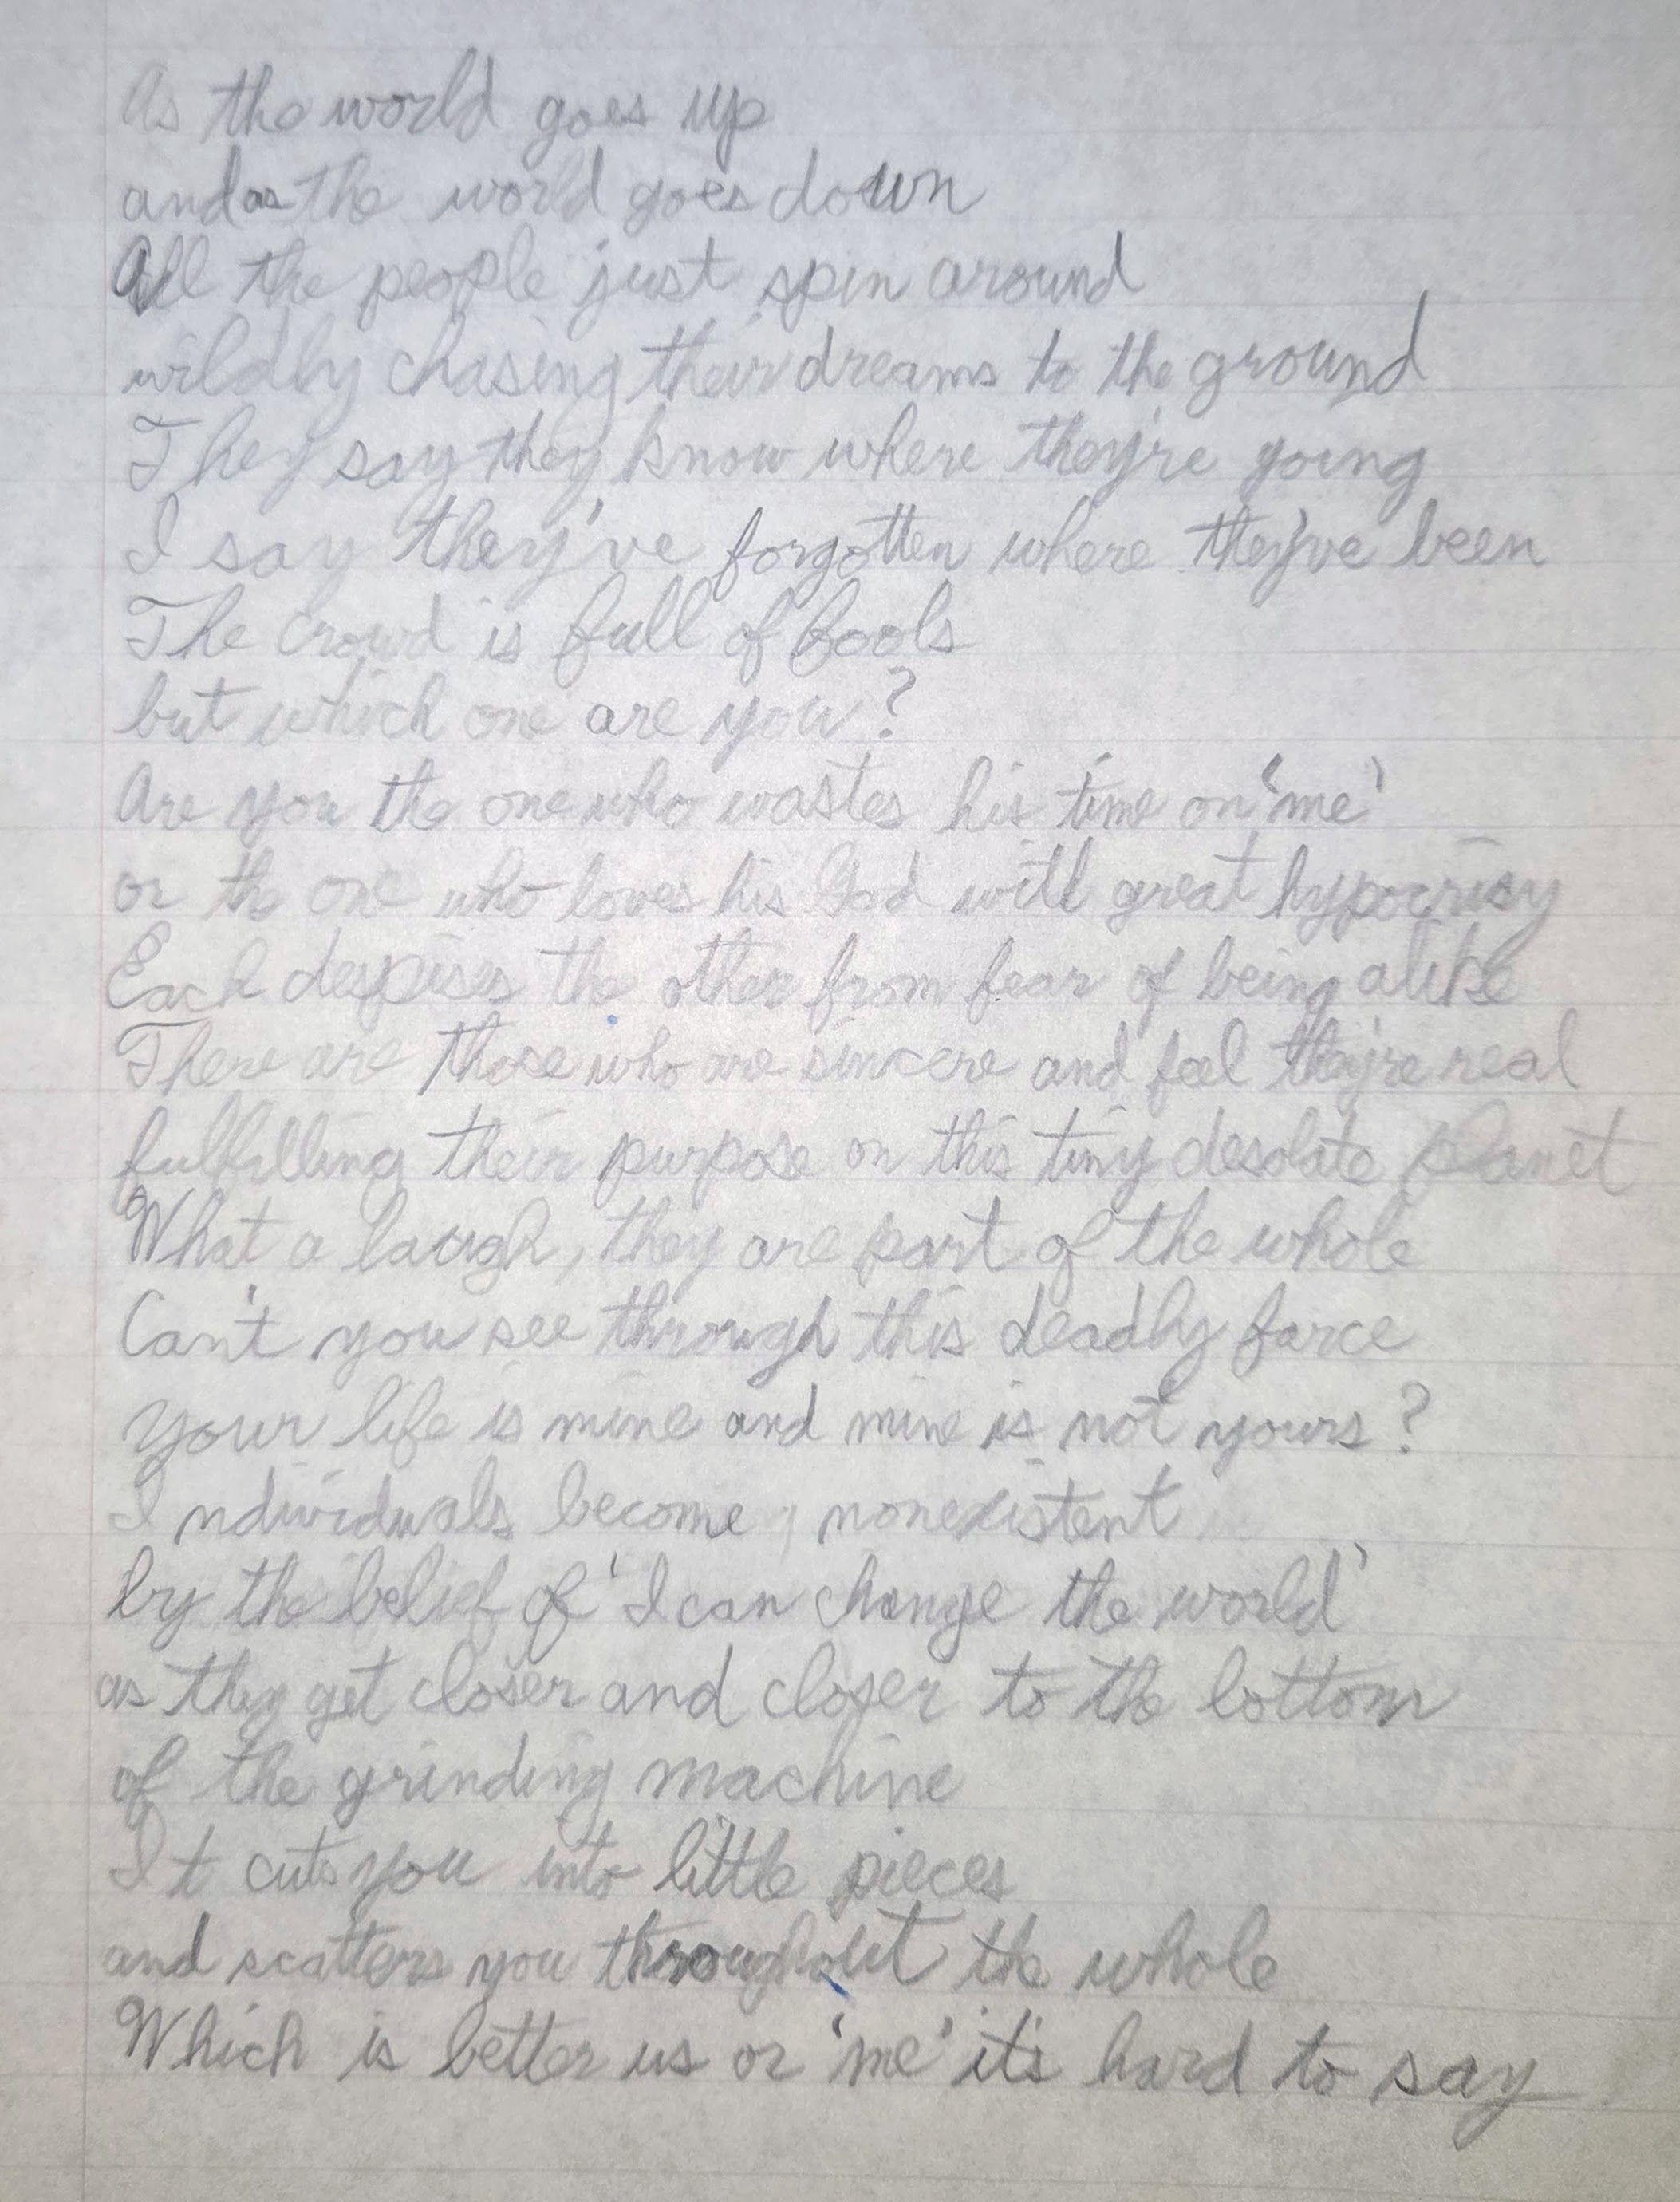 As the world goes up
and as the world goes down
All the people just spin around
wildly chasing their dreams to the ground
They say they know where they're going
I say they've forgotten where they've been
The crowd is full of fools
but which one are you?
Are you the one who wastes his time on 'me'
or th one who loves his God with great hypocrisy
Each depises the other from fear of being alike
There are those who are sincere and feel they're real
fulfilling their purpose on this tiny desolate planet
What a laugh, they are part of the whole
Can't you see through this deadly farce
Your life is mine and mine is not yours?
Individuals become nonexistent
by the belief of 'I can change the world'
as they get closer and closer to the bottom
of the grinding machine
It cuts you into little pieces
and scatters you throughout the whole
Which is better us or 'me' it's hard to say